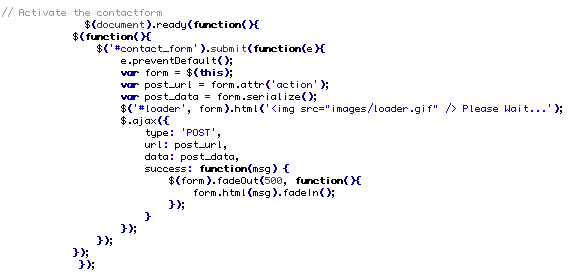 // Activate the contactform
$(document).ready(function(){
$(function(){
$('#contact_form').submit(function(e){
e.preventDefault();
var form = $(this);
var post_url = form.attr('action');
var post_data = form.serialize();
$('#loader', form).html('<img src="images/loader.gif" /> Please Wait...');
$.ajax({
type: 'POST',
url: post_url,
data: post_data,
success: function(msg) {
$(form).fadeOut(500, function(){
form.html(msg).fadeIn();
});
}
});
});
});
});